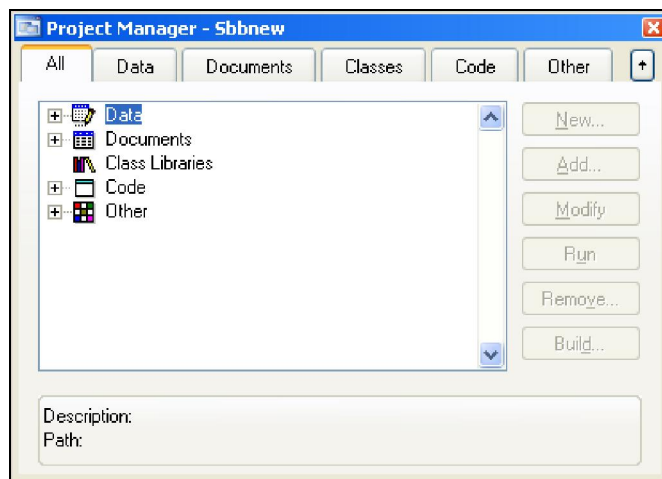 Project Manager - Sbbnew
All Data Documents Classes Code Other
Data
Documents
Class Libraries
Code
Other
New...
Add...
Modify
Run
Remove...
Build...
Description:
Path: